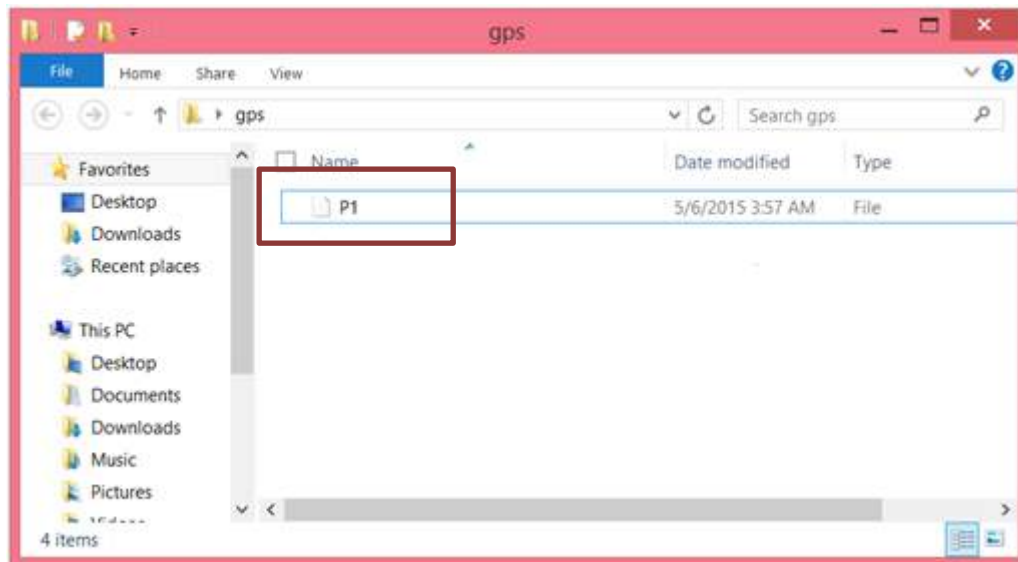 gps
File Home Share View
gps Search gps
Favorites
Name Date modified Type
Desktop
P1 5/6/2015 3:57 AM File
Downloads
Recent places
This PC
Desktop
Documents
Downloads
Music
Pictures
4 items